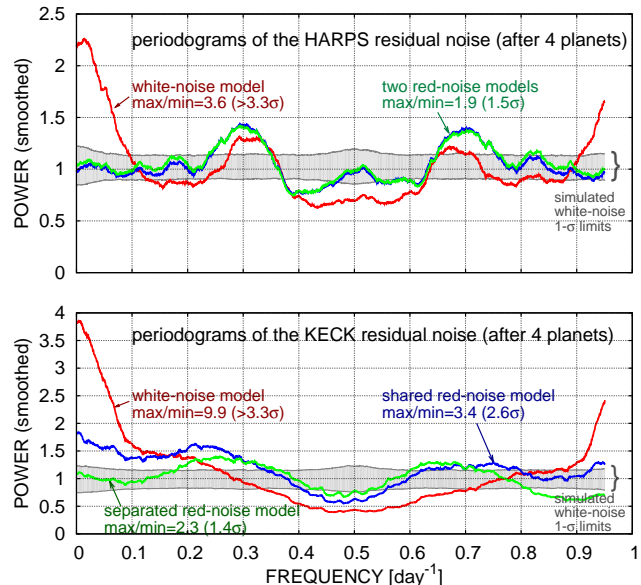 periodograms of the HARPS residual noise (after 4 planets)
white-noise model
max/min=3.6 (>3.3σ)
two red-noise models
max/min=1.9 (1.5σ)
simulated
white-noise
1-σ limits
POWER (smoothed)
2.5
2
1.5
1
0.5
0
periodograms of the KECK residual noise (after 4 planets)
white-noise model
max/min=9.9 (>3.3σ)
shared red-noise model
max/min=3.4 (2.6σ)
separated red-noise model
max/min=2.3 (1.4σ)
simulated
white-noise
1-σ limits
POWER (smoothed)
4
3.5
3
2.5
2
1.5
1
0.5
0
0 0.1 0.2 0.3 0.4 0.5 0.6 0.7 0.8 0.9 1
FREQUENCY [day⁻¹]